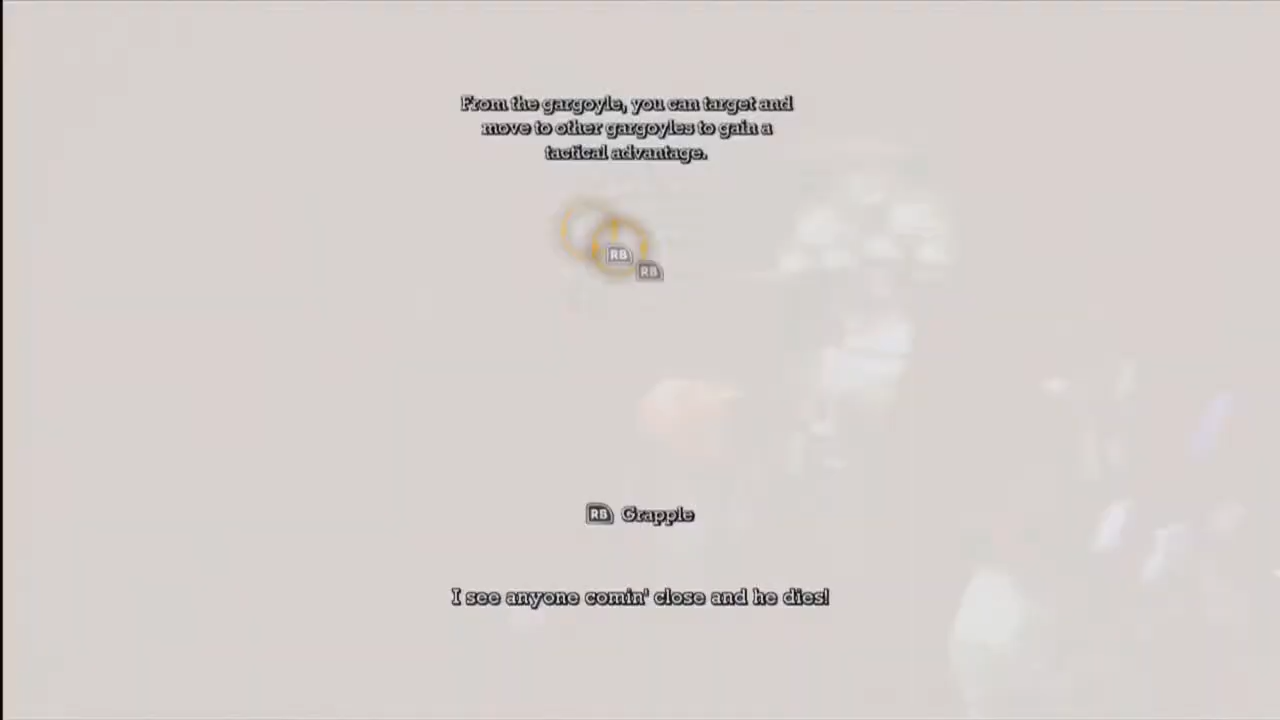 From the gargoyle, you can target and
move to other gargoyles to gain a
tactical advantage.
RB
RB
RB Grapple
I see anyone comin' close and he dies!